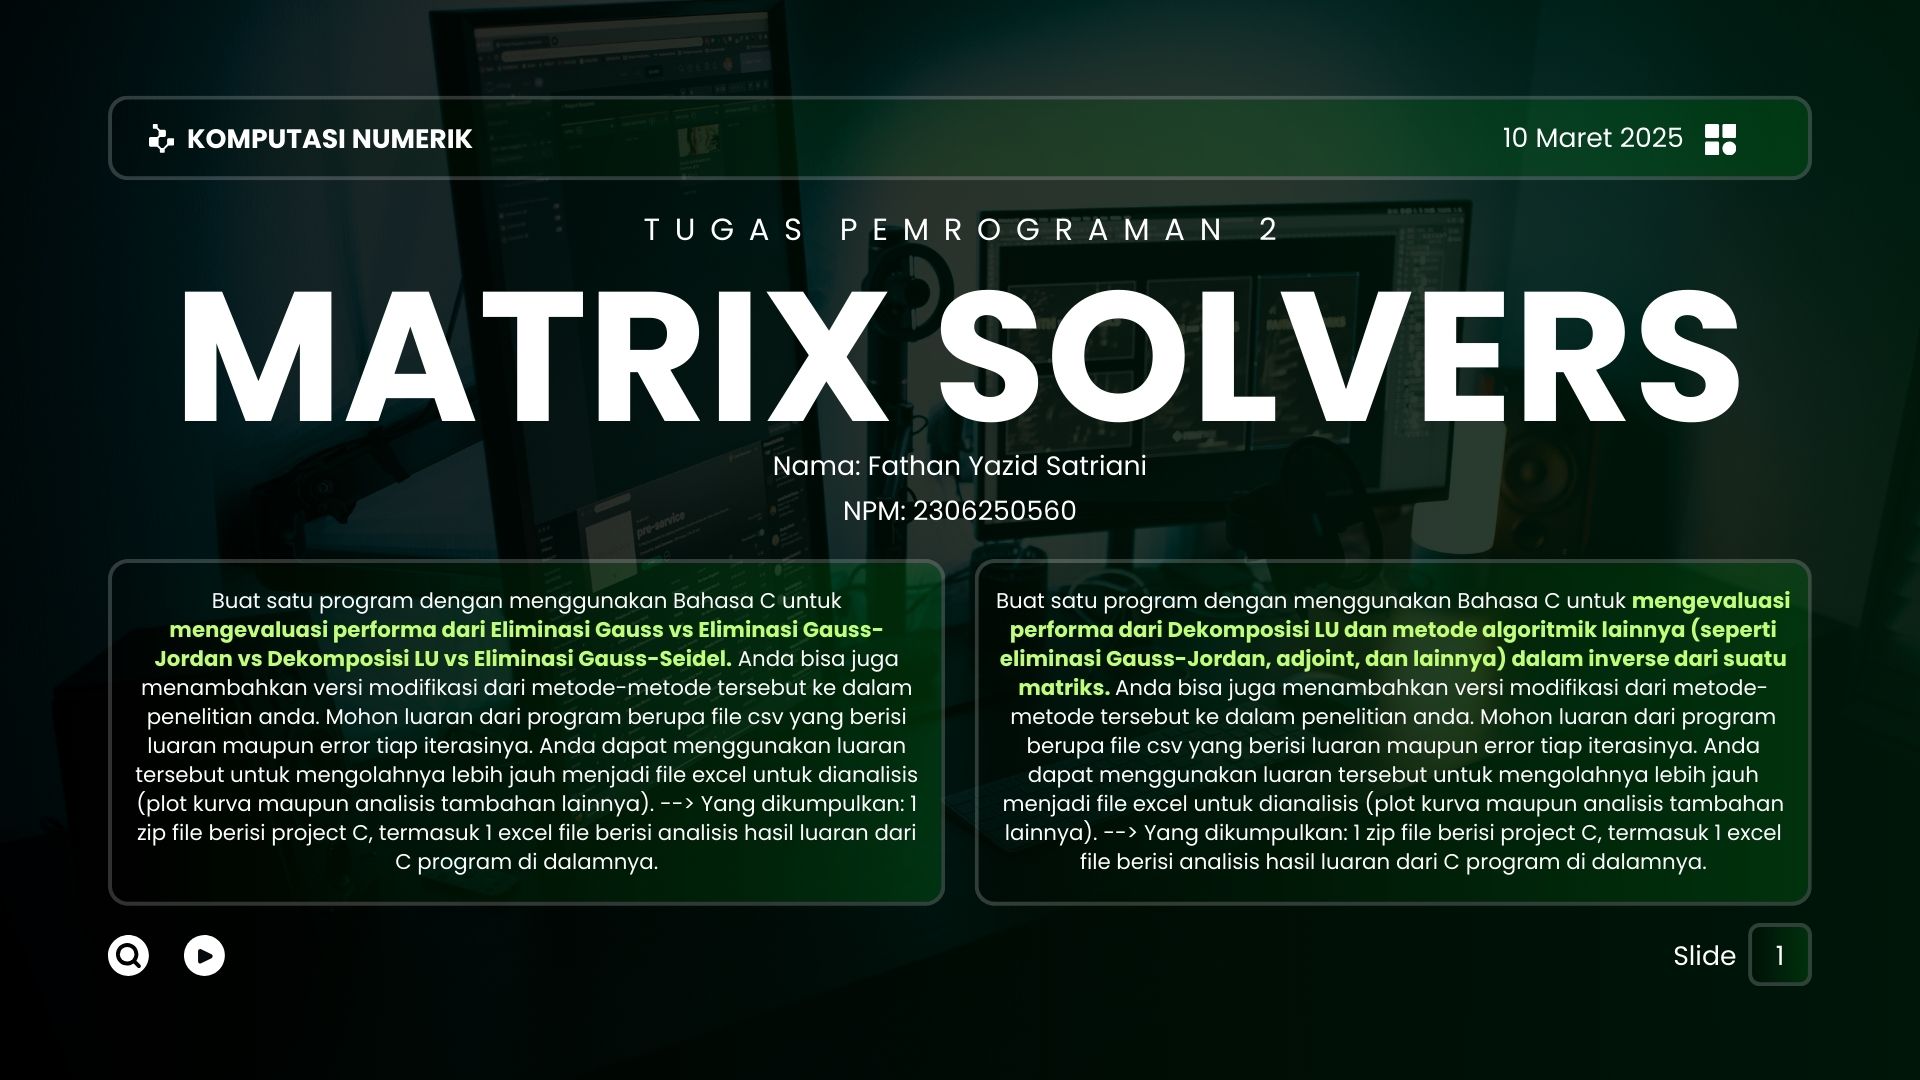 KOMPUTASI NUMERIK
10 Maret 2025
TUGAS PEMROGRAMAN 2
MATRIX SOLVERS
Nama: Fathan Yazid Satriani
NPM: 2306250560
Buat satu program dengan menggunakan Bahasa C untuk
mengevaluasi performa dari Eliminasi Gauss vs Eliminasi Gauss-
Jordan vs Dekomposisi LU vs Eliminasi Gauss-Seidel. Anda bisa juga
menambahkan versi modifikasi dari metode-metode tersebut ke dalam
penelitian anda. Mohon luaran dari program berupa file csv yang berisi
luaran maupun error tiap iterasinya. Anda dapat menggunakan luaran
tersebut untuk mengolahnya lebih jauh menjadi file excel untuk dianalisis
(plot kurva maupun analisis tambahan lainnya). --> Yang dikumpulkan: 1
zip file berisi project C, termasuk 1 excel file berisi analisis hasil luaran dari
C program di dalamnya.
Buat satu program dengan menggunakan Bahasa C untuk mengevaluasi
performa dari Dekomposisi LU dan metode algoritmik lainnya (seperti
eliminasi Gauss-Jordan, adjoint, dan lainnya) dalam inverse dari suatu
matriks. Anda bisa juga menambahkan versi modifikasi dari metode-
metode tersebut ke dalam penelitian anda. Mohon luaran dari program
berupa file csv yang berisi luaran maupun error tiap iterasinya. Anda
dapat menggunakan luaran tersebut untuk mengolahnya lebih jauh
menjadi file excel untuk dianalisis (plot kurva maupun analisis tambahan
lainnya). --> Yang dikumpulkan: 1 zip file berisi project C, termasuk 1 excel
file berisi analisis hasil luaran dari C program di dalamnya.
Slide 1
pre-service